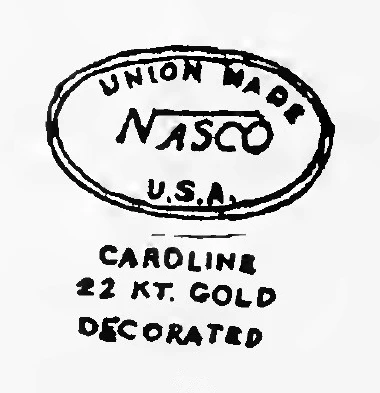 UNION MADE
NASCO
U.S.A.
CAROLINE
22 KT. GOLD
DECORATED